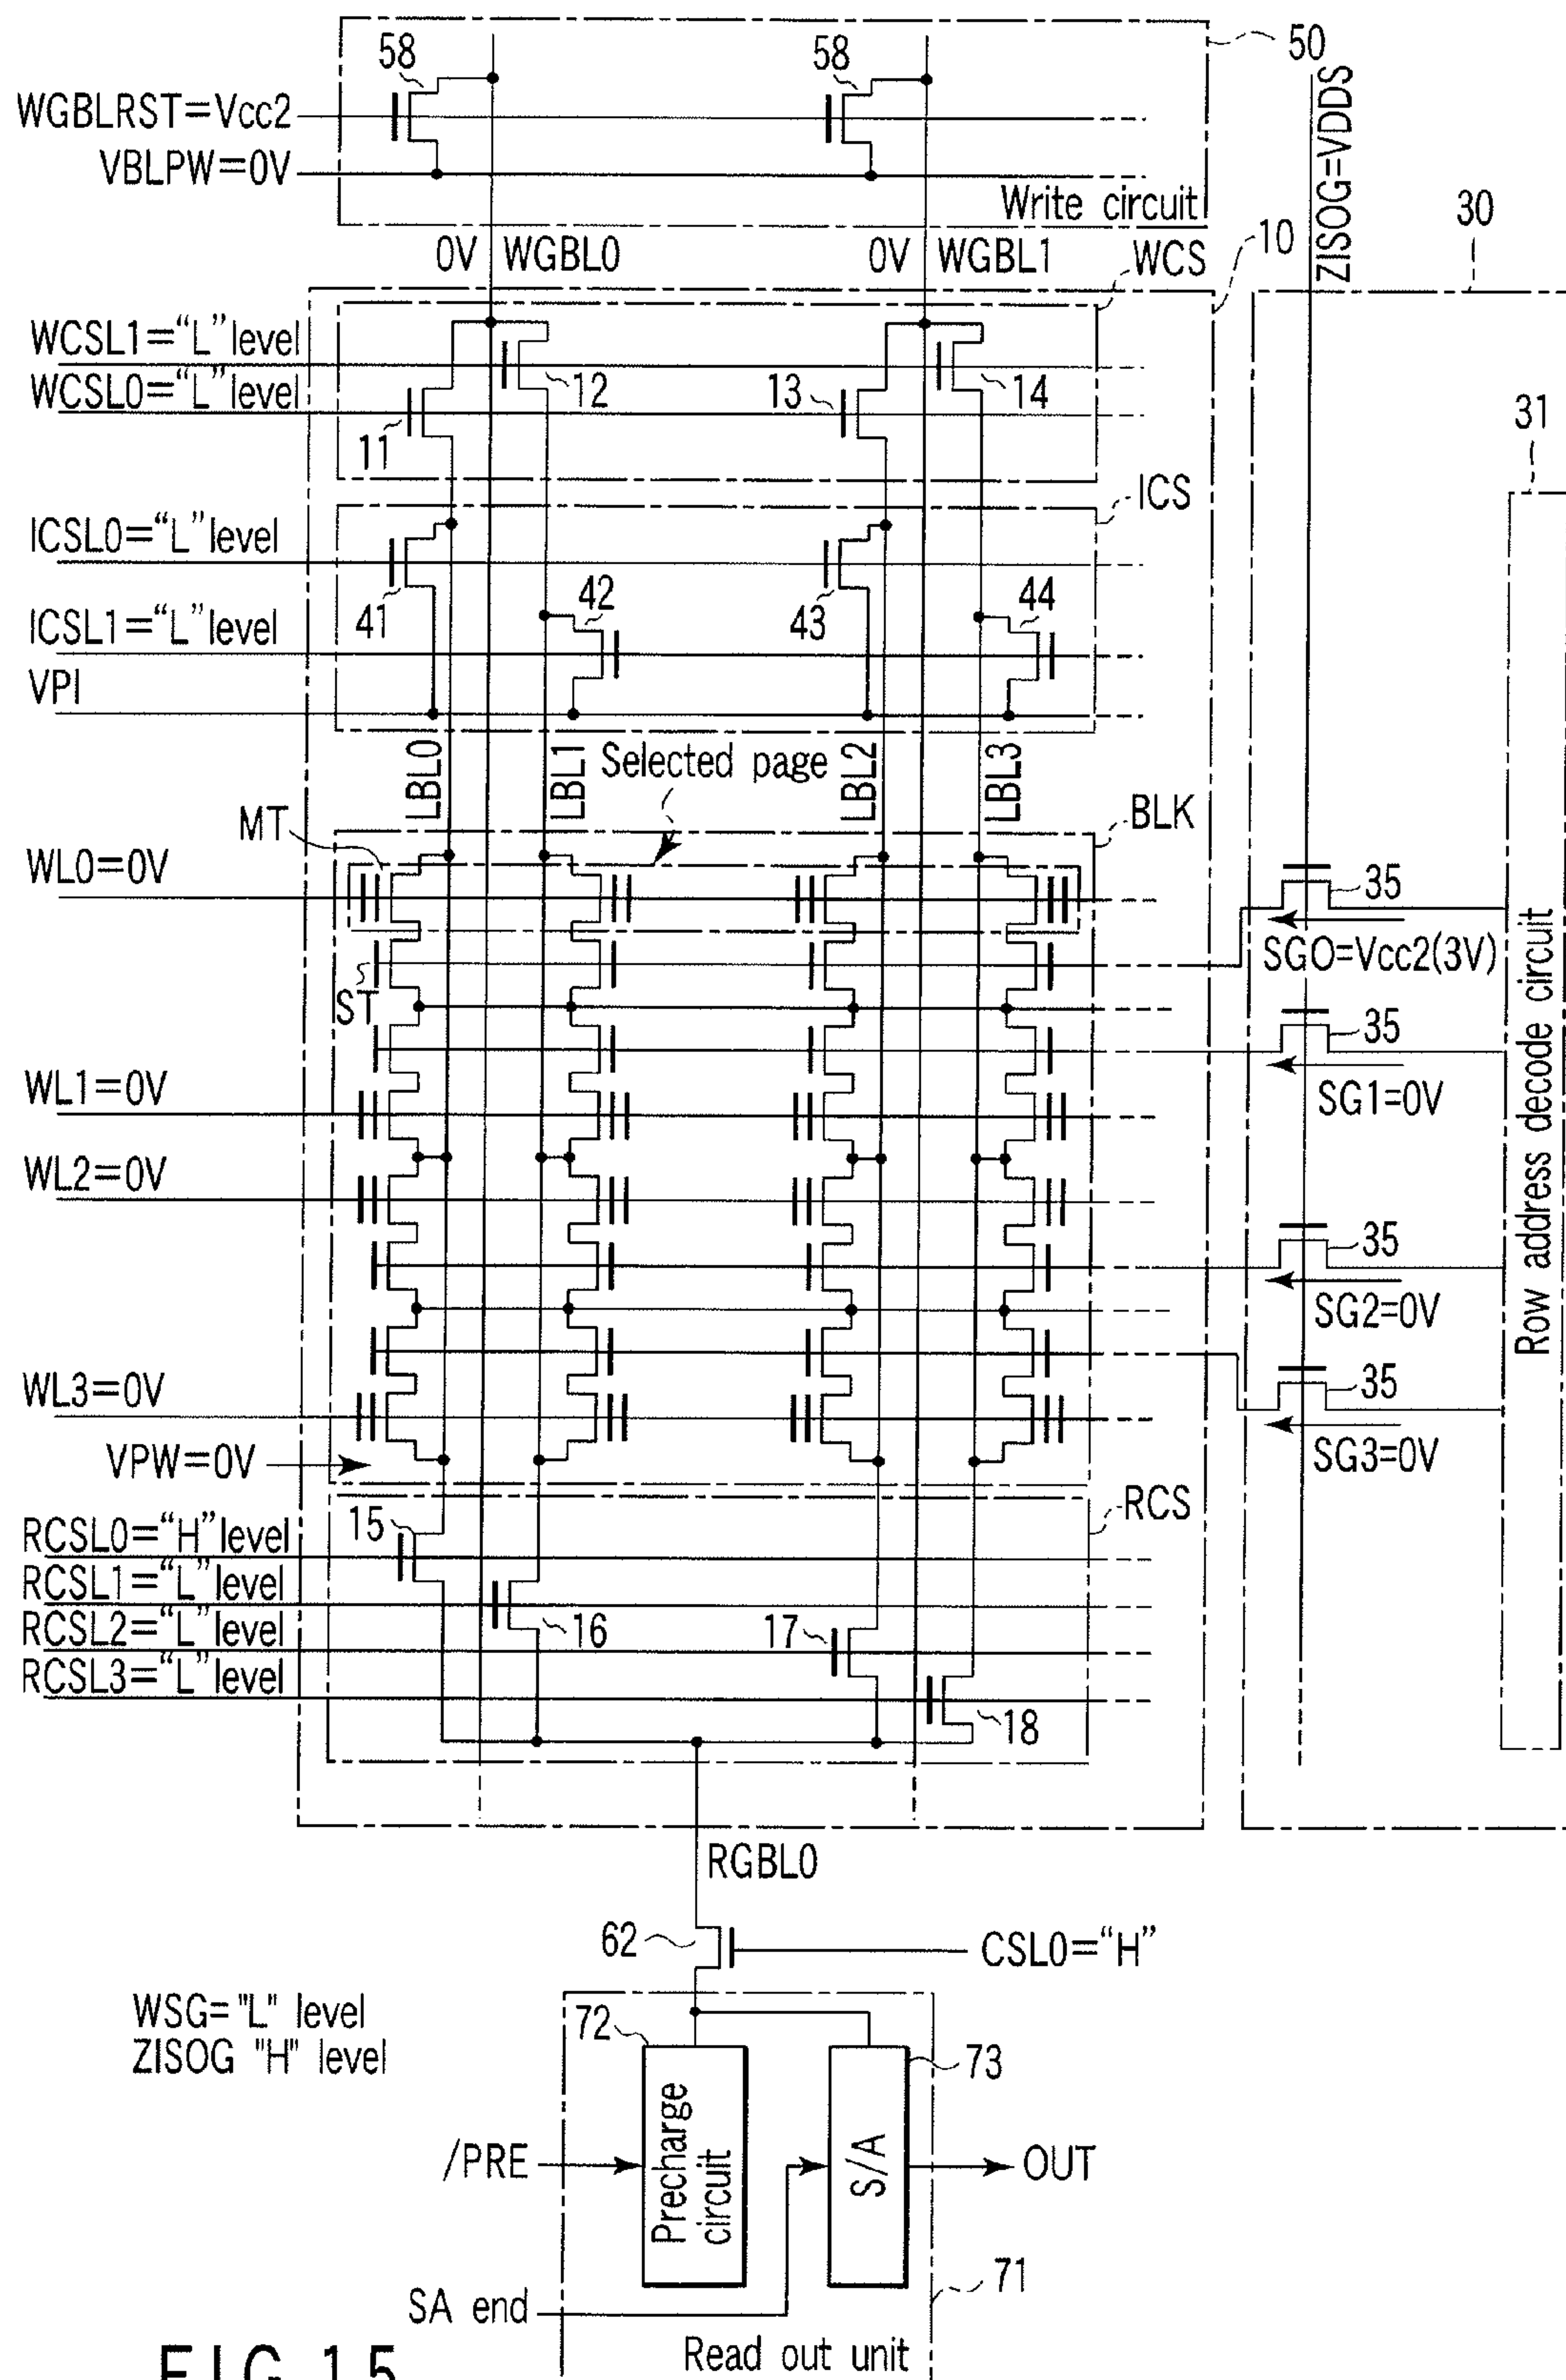 50
58
58
WGBLRST=Vcc2
VBLPW=0V
Write circuit
ZISOG=VDDS
30
10
0V WGBL0
0V WGBL1
WCS
WCSL1="L" level
WCSL0="L" level
11
12
13
14
31
ICS
ICSL0="L" level
41
42
43
44
ICSL1="L" level
VPI
LBL0
LBL1
Selected page
LBL2
LBL3
BLK
MT
WL0=0V
35
SG0=Vcc2(3V)
ST
35
SG1=0V
WL1=0V
WL2=0V
35
SG2=0V
35
SG3=0V
WL3=0V
VPW=0V
Row address decode circuit
RCS
15
RCSL0="H" level
RCSL1="L" level
16
17
RCSL2="L" level
RCSL3="L" level
18
RGBL0
62
CSL0="H"
WSG="L" level
ZISOG "H" level
72
73
/PRE
Precharge circuit
S/A
OUT
71
SA end
Read out unit
FIG. 15